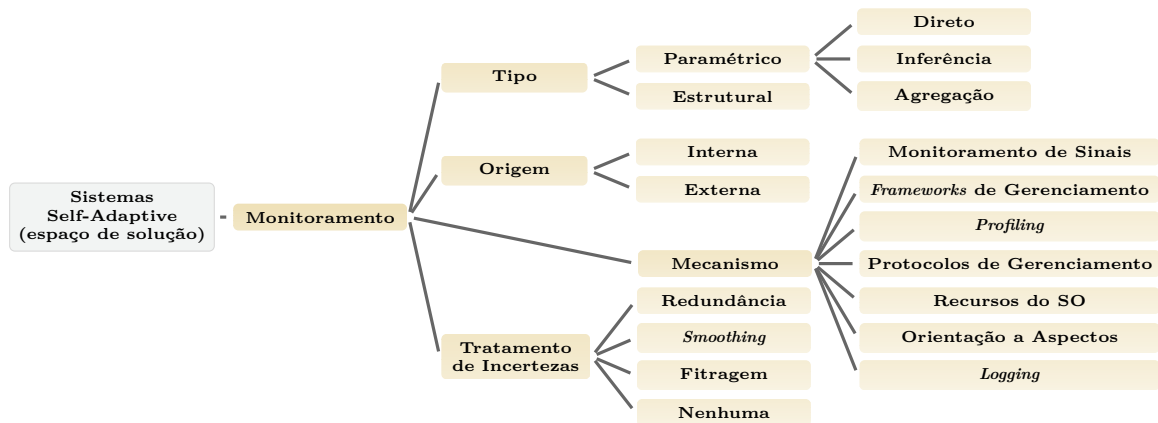 Sistemas
Self-Adaptive
(espaço de solução)
Monitoramento
Tipo
Paramétrico
Direto
Inferência
Agregação
Estrutural
Origem
Interna
Externa
Mecanismo
Monitoramento de Sinais
Frameworks de Gerenciamento
Profiling
Protocolos de Gerenciamento
Recursos do SO
Orientação a Aspectos
Logging
Tratamento
de Incertezas
Redundância
Smoothing
Fitragem
Nenhuma